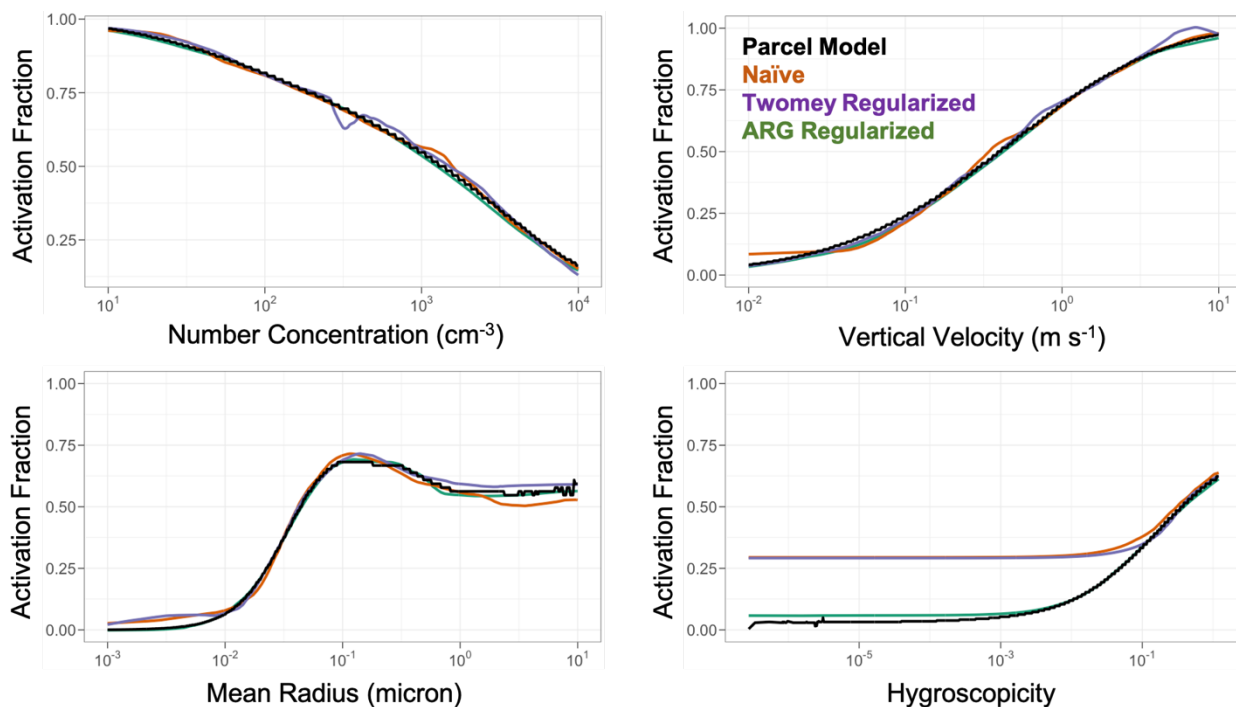 Activation Fraction
1.00
0.75
0.50
0.25
10¹
10²
10³
10⁴
Number Concentration (cm⁻³)
Activation Fraction
1.00
0.75
0.50
0.25
0.00
Parcel Model
Naïve
Twomey Regularized
ARG Regularized
10⁻²
10⁻¹
10⁰
10¹
Vertical Velocity (m s⁻¹)
Activation Fraction
1.00
0.75
0.50
0.25
0.00
10⁻³
10⁻²
10⁻¹
10⁰
10¹
Mean Radius (micron)
Activation Fraction
1.00
0.75
0.50
0.25
0.00
10⁻⁵
10⁻³
10⁻¹
Hygroscopicity